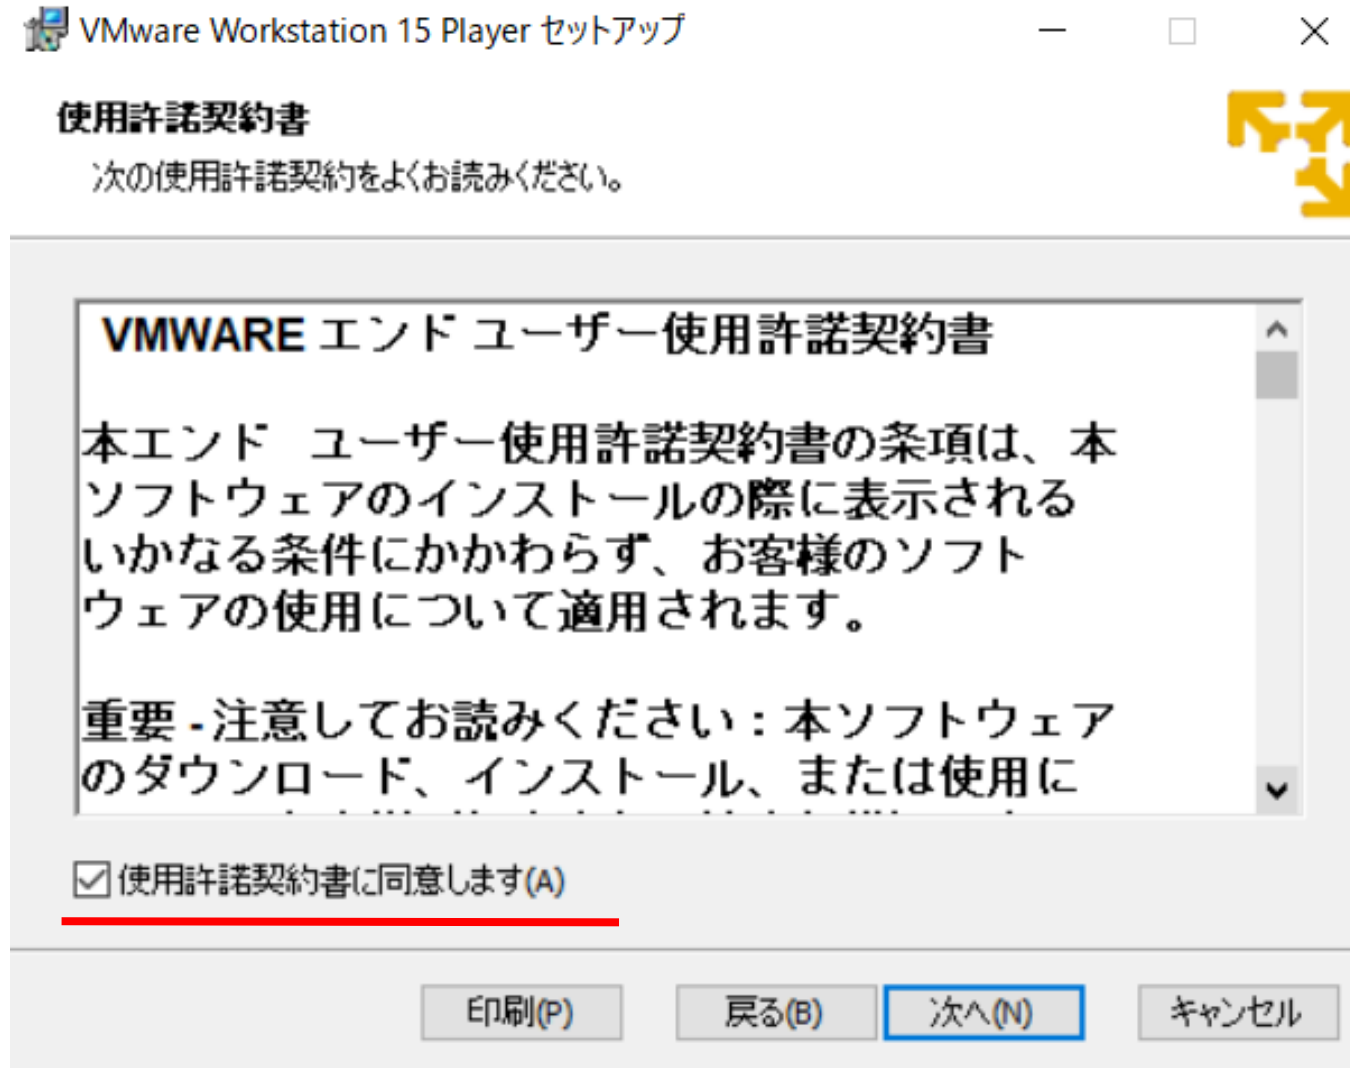 VMware Workstation 15 Player セットアップ
使用許諾契約書
次の使用許諾契約をよくお読みください。
VMWARE エンド ユーザー使用許諾契約書
本エンド ユーザー使用許諾契約書の条項は、本
ソフトウェアのインストールの際に表示される
いかなる条件にかかわらず、お客様のソフト
ウェアの使用について適用されます。
重要 - 注意してお読みください：本ソフトウェア
のダウンロード、インストール、または使用に
使用許諾契約書に同意します(A)
印刷(P)
戻る(B)
次へ(N)
キャンセル